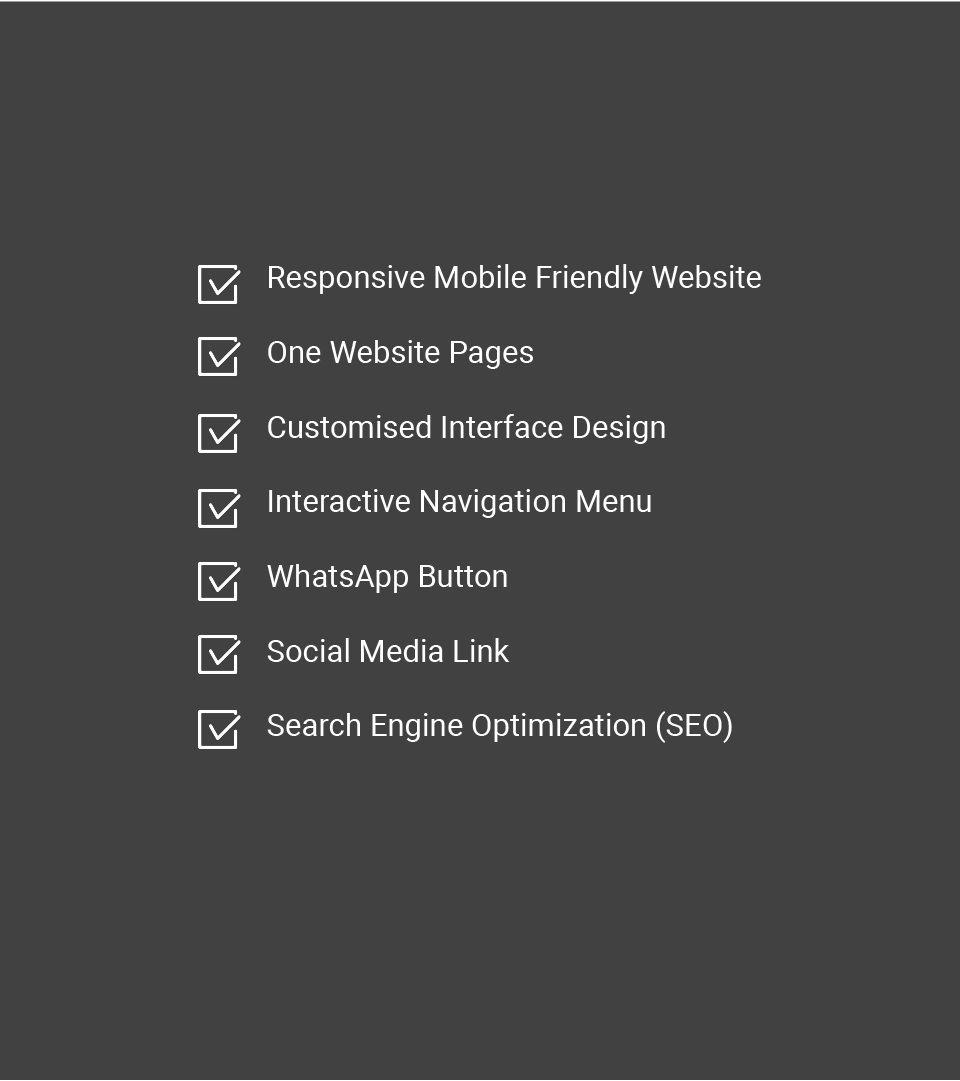 Responsive Mobile Friendly Website
One Website Pages
Customised Interface Design
Interactive Navigation Menu
WhatsApp Button
Social Media Link
Search Engine Optimization (SEO)